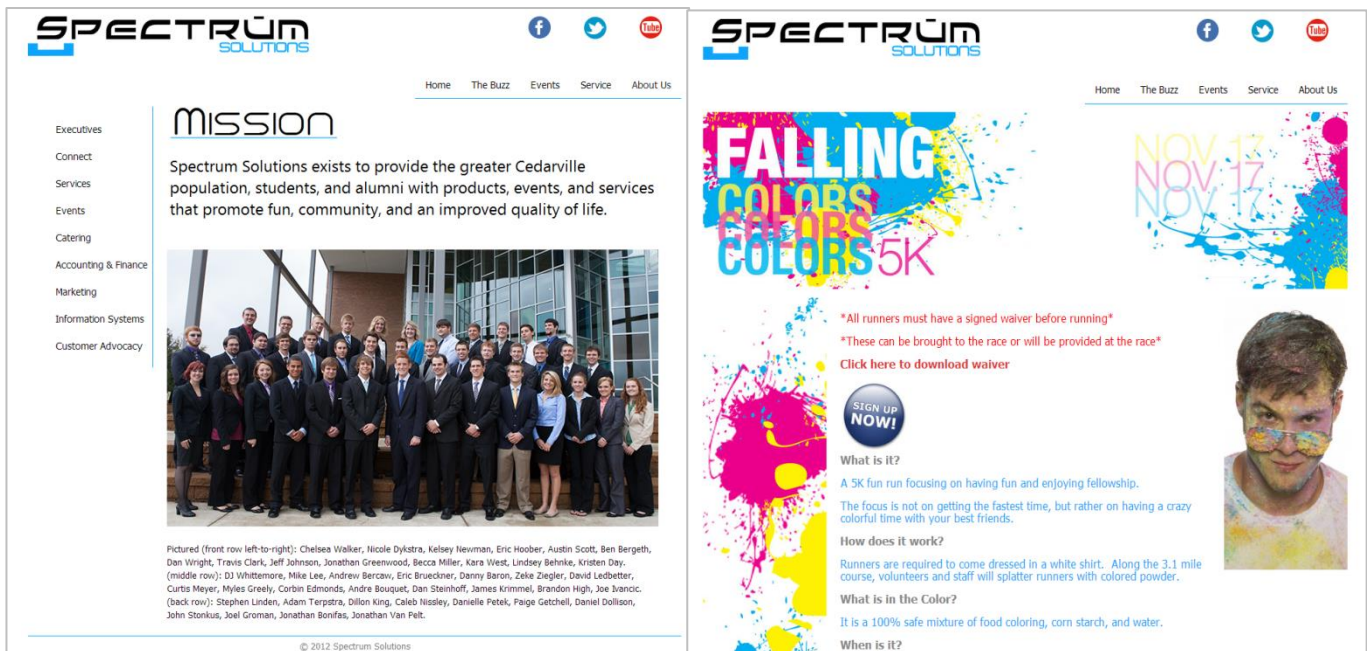 SPECTRUM
SOLUTIONS
Home The Buzz Events Service About Us
Executives
Connect
Services
Events
Catering
Accounting & Finance
Marketing
Information Systems
Customer Advocacy
MISSION
Spectrum Solutions exists to provide the greater Cedarville
population, students, and alumni with products, events, and services
that promote fun, community, and an improved quality of life.
Pictured (front row left-to-right): Chelsea Walker, Nicole Dykstra, Kelsey Newman, Eric Hoober, Austin Scott, Ben Bergeth,
Dan Wright, Travis Clark, Jeff Johnson, Jonathan Greenwood, Becca Miller, Kara West, Lindsey Behnke, Kristen Day.
(middle row): DJ Whittemore, Mike Lee, Andrew Bercaw, Eric Brueckner, Danny Baron, Zeke Ziegler, David Ledbetter,
Curtis Meyer, Myles Greely, Corbin Edmonds, Andre Bouquet, Dan Steinhoff, James Krimmel, Brandon High, Joe Ivancic.
(back row): Stephen Linden, Adam Terpstra, Dillon King, Caleb Nissley, Danielle Petek, Paige Getchell, Daniel Dollison,
John Stonkus, Joel Groman, Jonathan Bonifas, Jonathan Van Pelt.
© 2012 Spectrum Solutions
f
Tube
SPECTRUM
SOLUTIONS
f
Tube
Home The Buzz Events Service About Us
FALLING
COLORS
COLORS
COLORS 5K
NOV 17
NOV 17
NOV 17
*All runners must have a signed waiver before running*
*These can be brought to the race or will be provided at the race*
Click here to download waiver
SIGN UP
NOW!
What is it?
A 5K fun run focusing on having fun and enjoying fellowship.
The focus is not on getting the fastest time, but rather on having a crazy
colorful time with your best friends.
How does it work?
Runners are required to come dressed in a white shirt. Along the 3.1 mile
course, volunteers and staff will splatter runners with colored powder.
What is in the Color?
It is a 100% safe mixture of food coloring, corn starch, and water.
When is it?